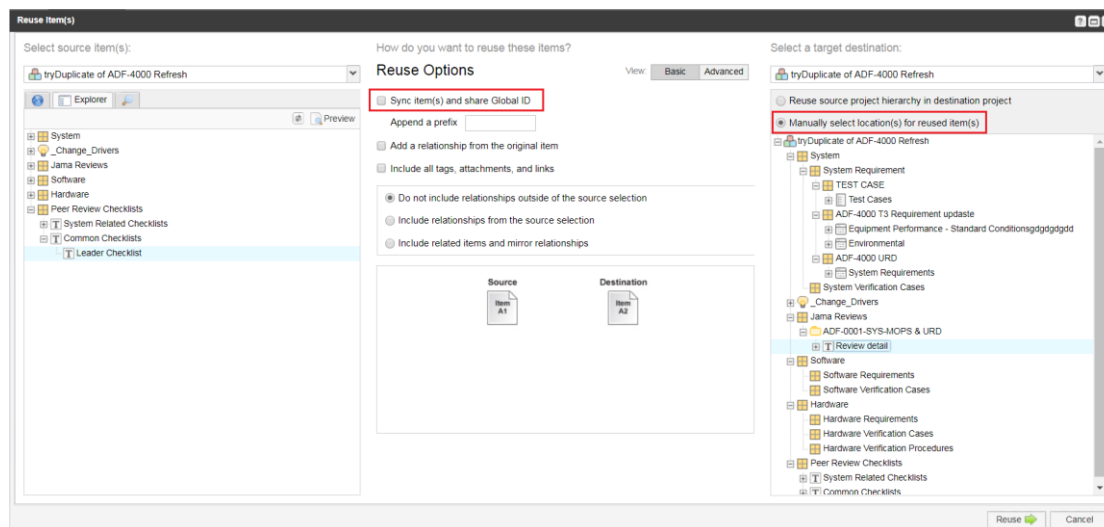 Reuse Item(s)
Select source item(s):
tryDuplicate of ADF-4000 Refresh
Explorer
Preview
System
_Change_Drivers
Jama Reviews
Software
Hardware
Peer Review Checklists
T System Related Checklists
T Common Checklists
T Leader Checklist
How do you want to reuse these items?
Reuse Options
View: Basic Advanced
Sync item(s) and share Global ID
Append a prefix
Add a relationship from the original item
Include all tags, attachments, and links
Do not include relationships outside of the source selection
Include relationships from the source selection
Include related items and mirror relationships
Source Destination
Item Item
A1 A2
Select a target destination:
tryDuplicate of ADF-4000 Refresh
Reuse source project hierarchy in destination project
Manually select location(s) for reused item(s)
tryDuplicate of ADF-4000 Refresh
System
System Requirement
TEST CASE
Test Cases
ADF-4000 T3 Requirement updaste
Equipment Performance - Standard Conditionsgdgdgdgdd
Environmental
ADF-4000 URD
System Requirements
System Verification Cases
_Change_Drivers
Jama Reviews
ADF-0001-SYS-MOPS & URD
T Review detail
Software
Software Requirements
Software Verification Cases
Hardware
Hardware Requirements
Hardware Verification Cases
Hardware Verification Procedures
Peer Review Checklists
T System Related Checklists
T Common Checklists
Reuse Cancel